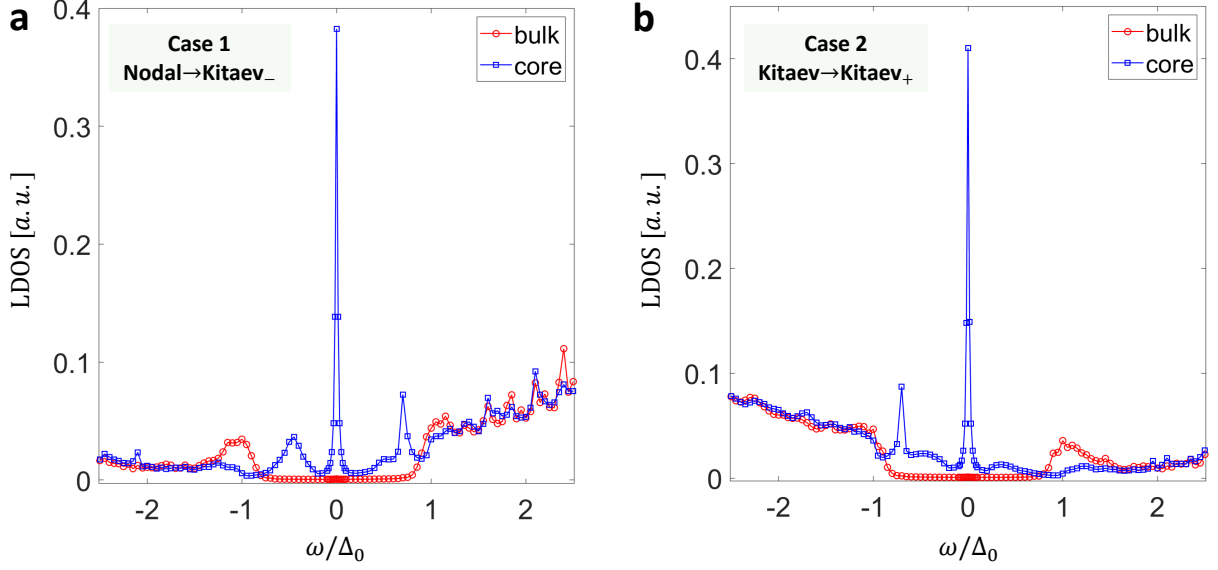 a
Case 1
Nodal→Kitaev₋
bulk
core
0.4
0.3
0.2
0.1
0
LDOS [a.u.]
-2
-1
0
1
2
ω/Δ₀
b
Case 2
Kitaev→Kitaev₊
bulk
core
0.4
0.3
0.2
0.1
0
LDOS [a.u.]
-2
-1
0
1
2
ω/Δ₀